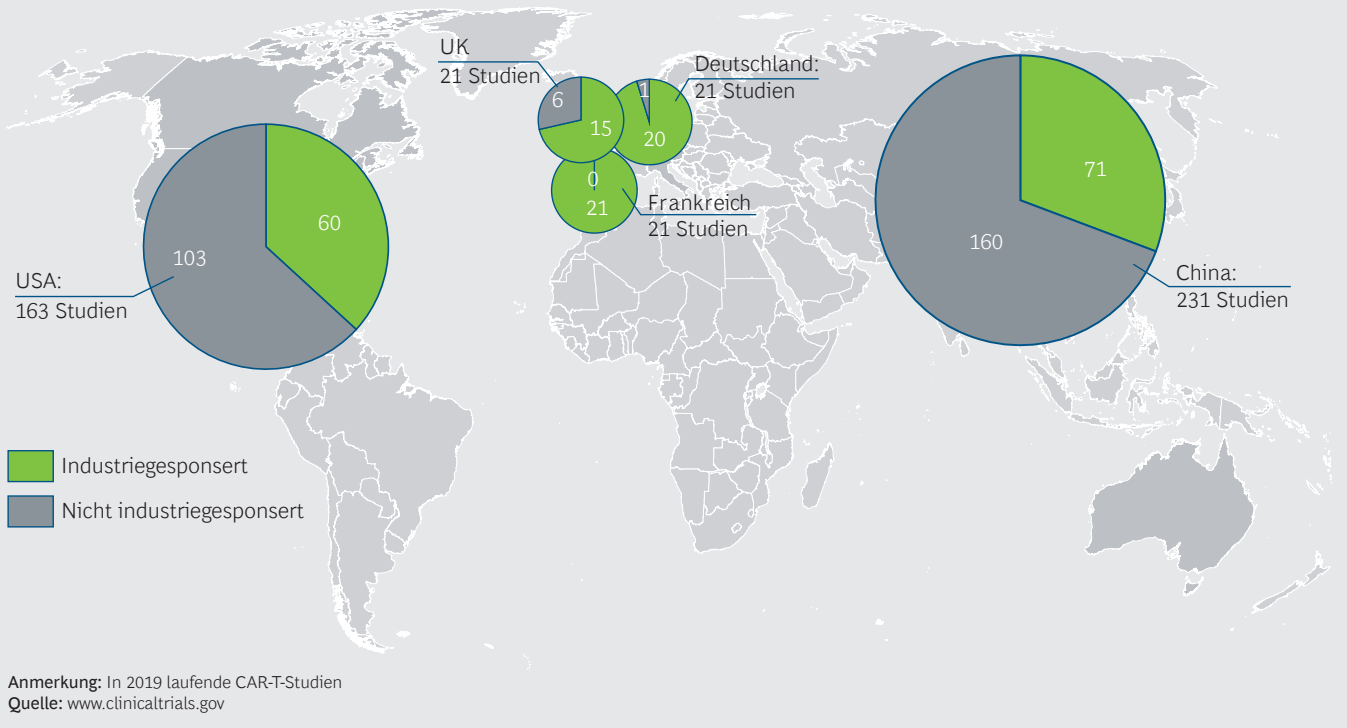 UK
21 Studien
6
15
Deutschland:
21 Studien
1
20
0
21
Frankreich
21 Studien
60
103
USA:
163 Studien
71
160
China:
231 Studien
Industriegesponsert
Nicht industriegesponsert
Anmerkung: In 2019 laufende CAR-T-Studien
Quelle: www.clinicaltrials.gov